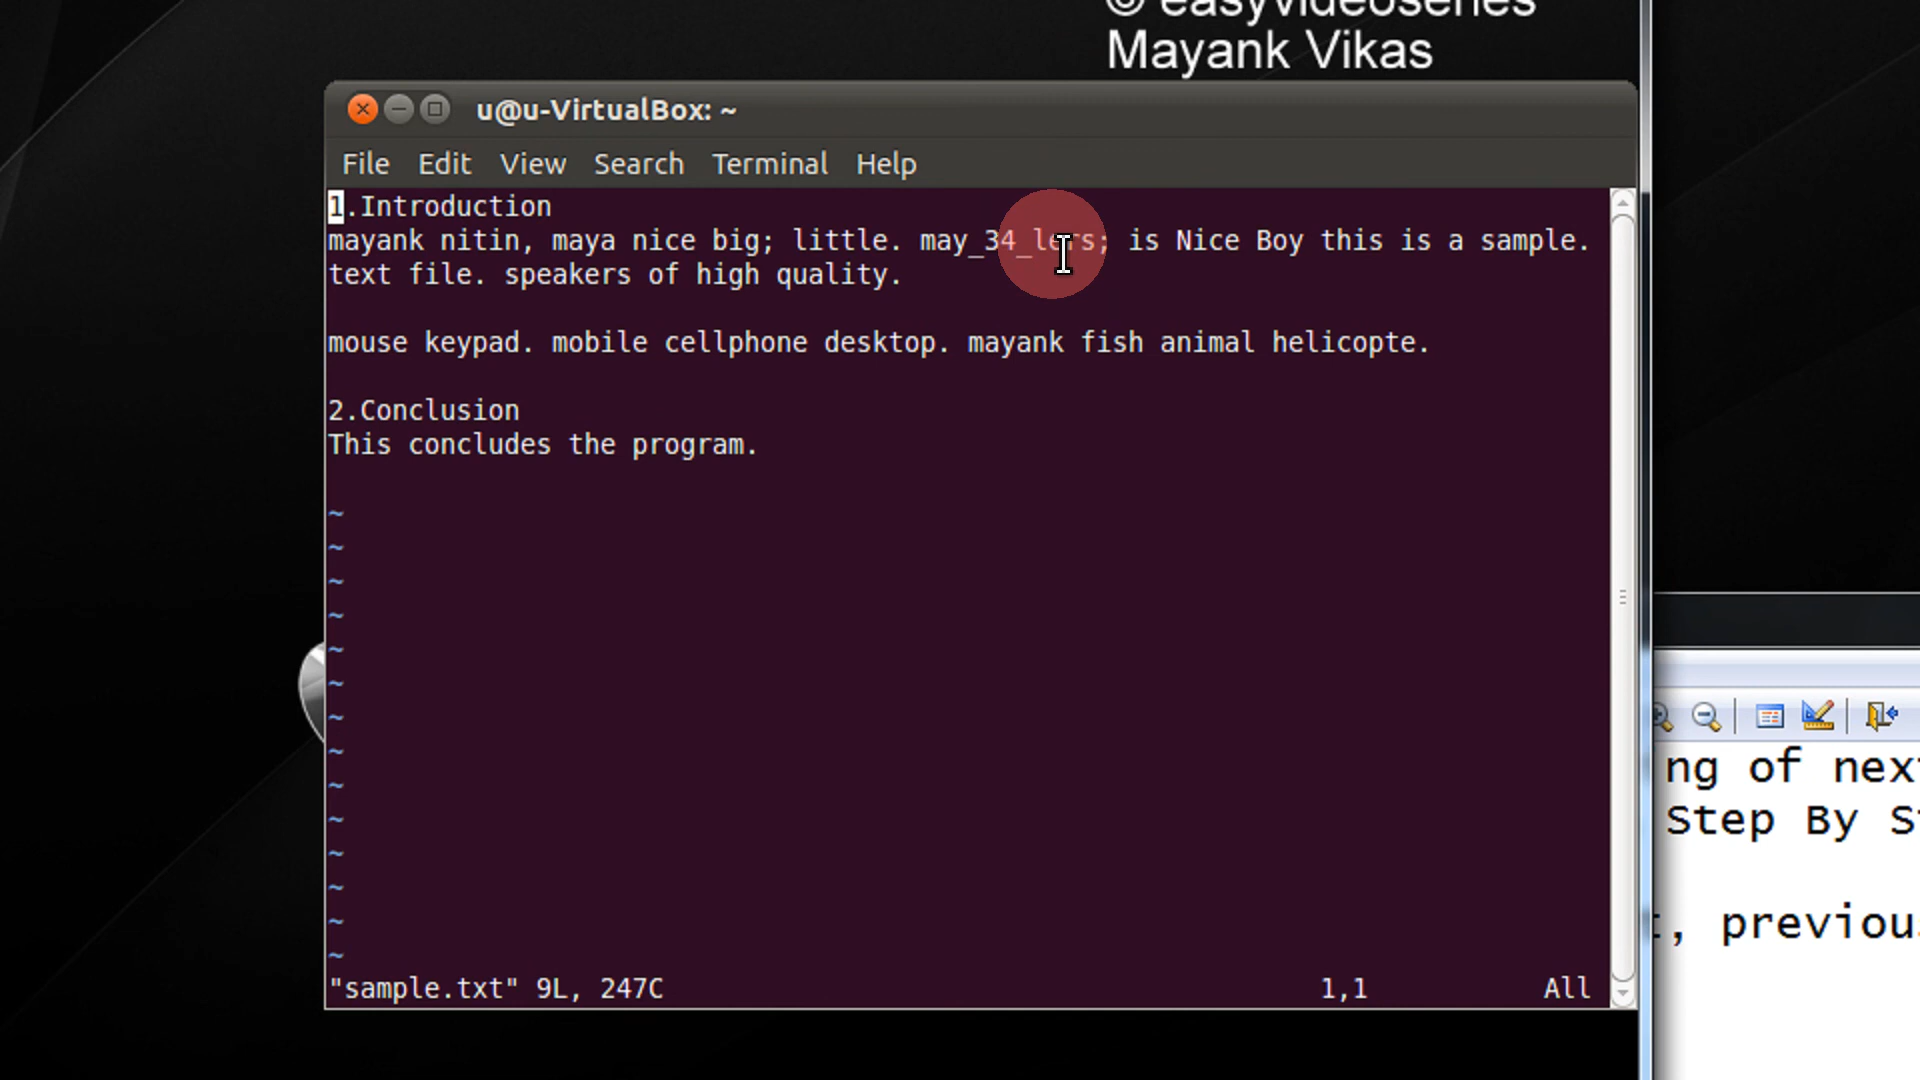 © easyvideoseries
Mayank Vikas
u@u-VirtualBox: ~
File Edit View Search Terminal Help
1.Introduction
mayank nitin, maya nice big; little. may_34_lers; is Nice Boy this is a sample.
text file. speakers of high quality.
mouse keypad. mobile cellphone desktop. mayank fish animal helicopte.
2.Conclusion
This concludes the program.
~
~
~
~
~
~
~
~
~
~
~
~
~
~
"sample.txt" 9L, 247C 1,1 All
ng of nex
Step By S
, previou